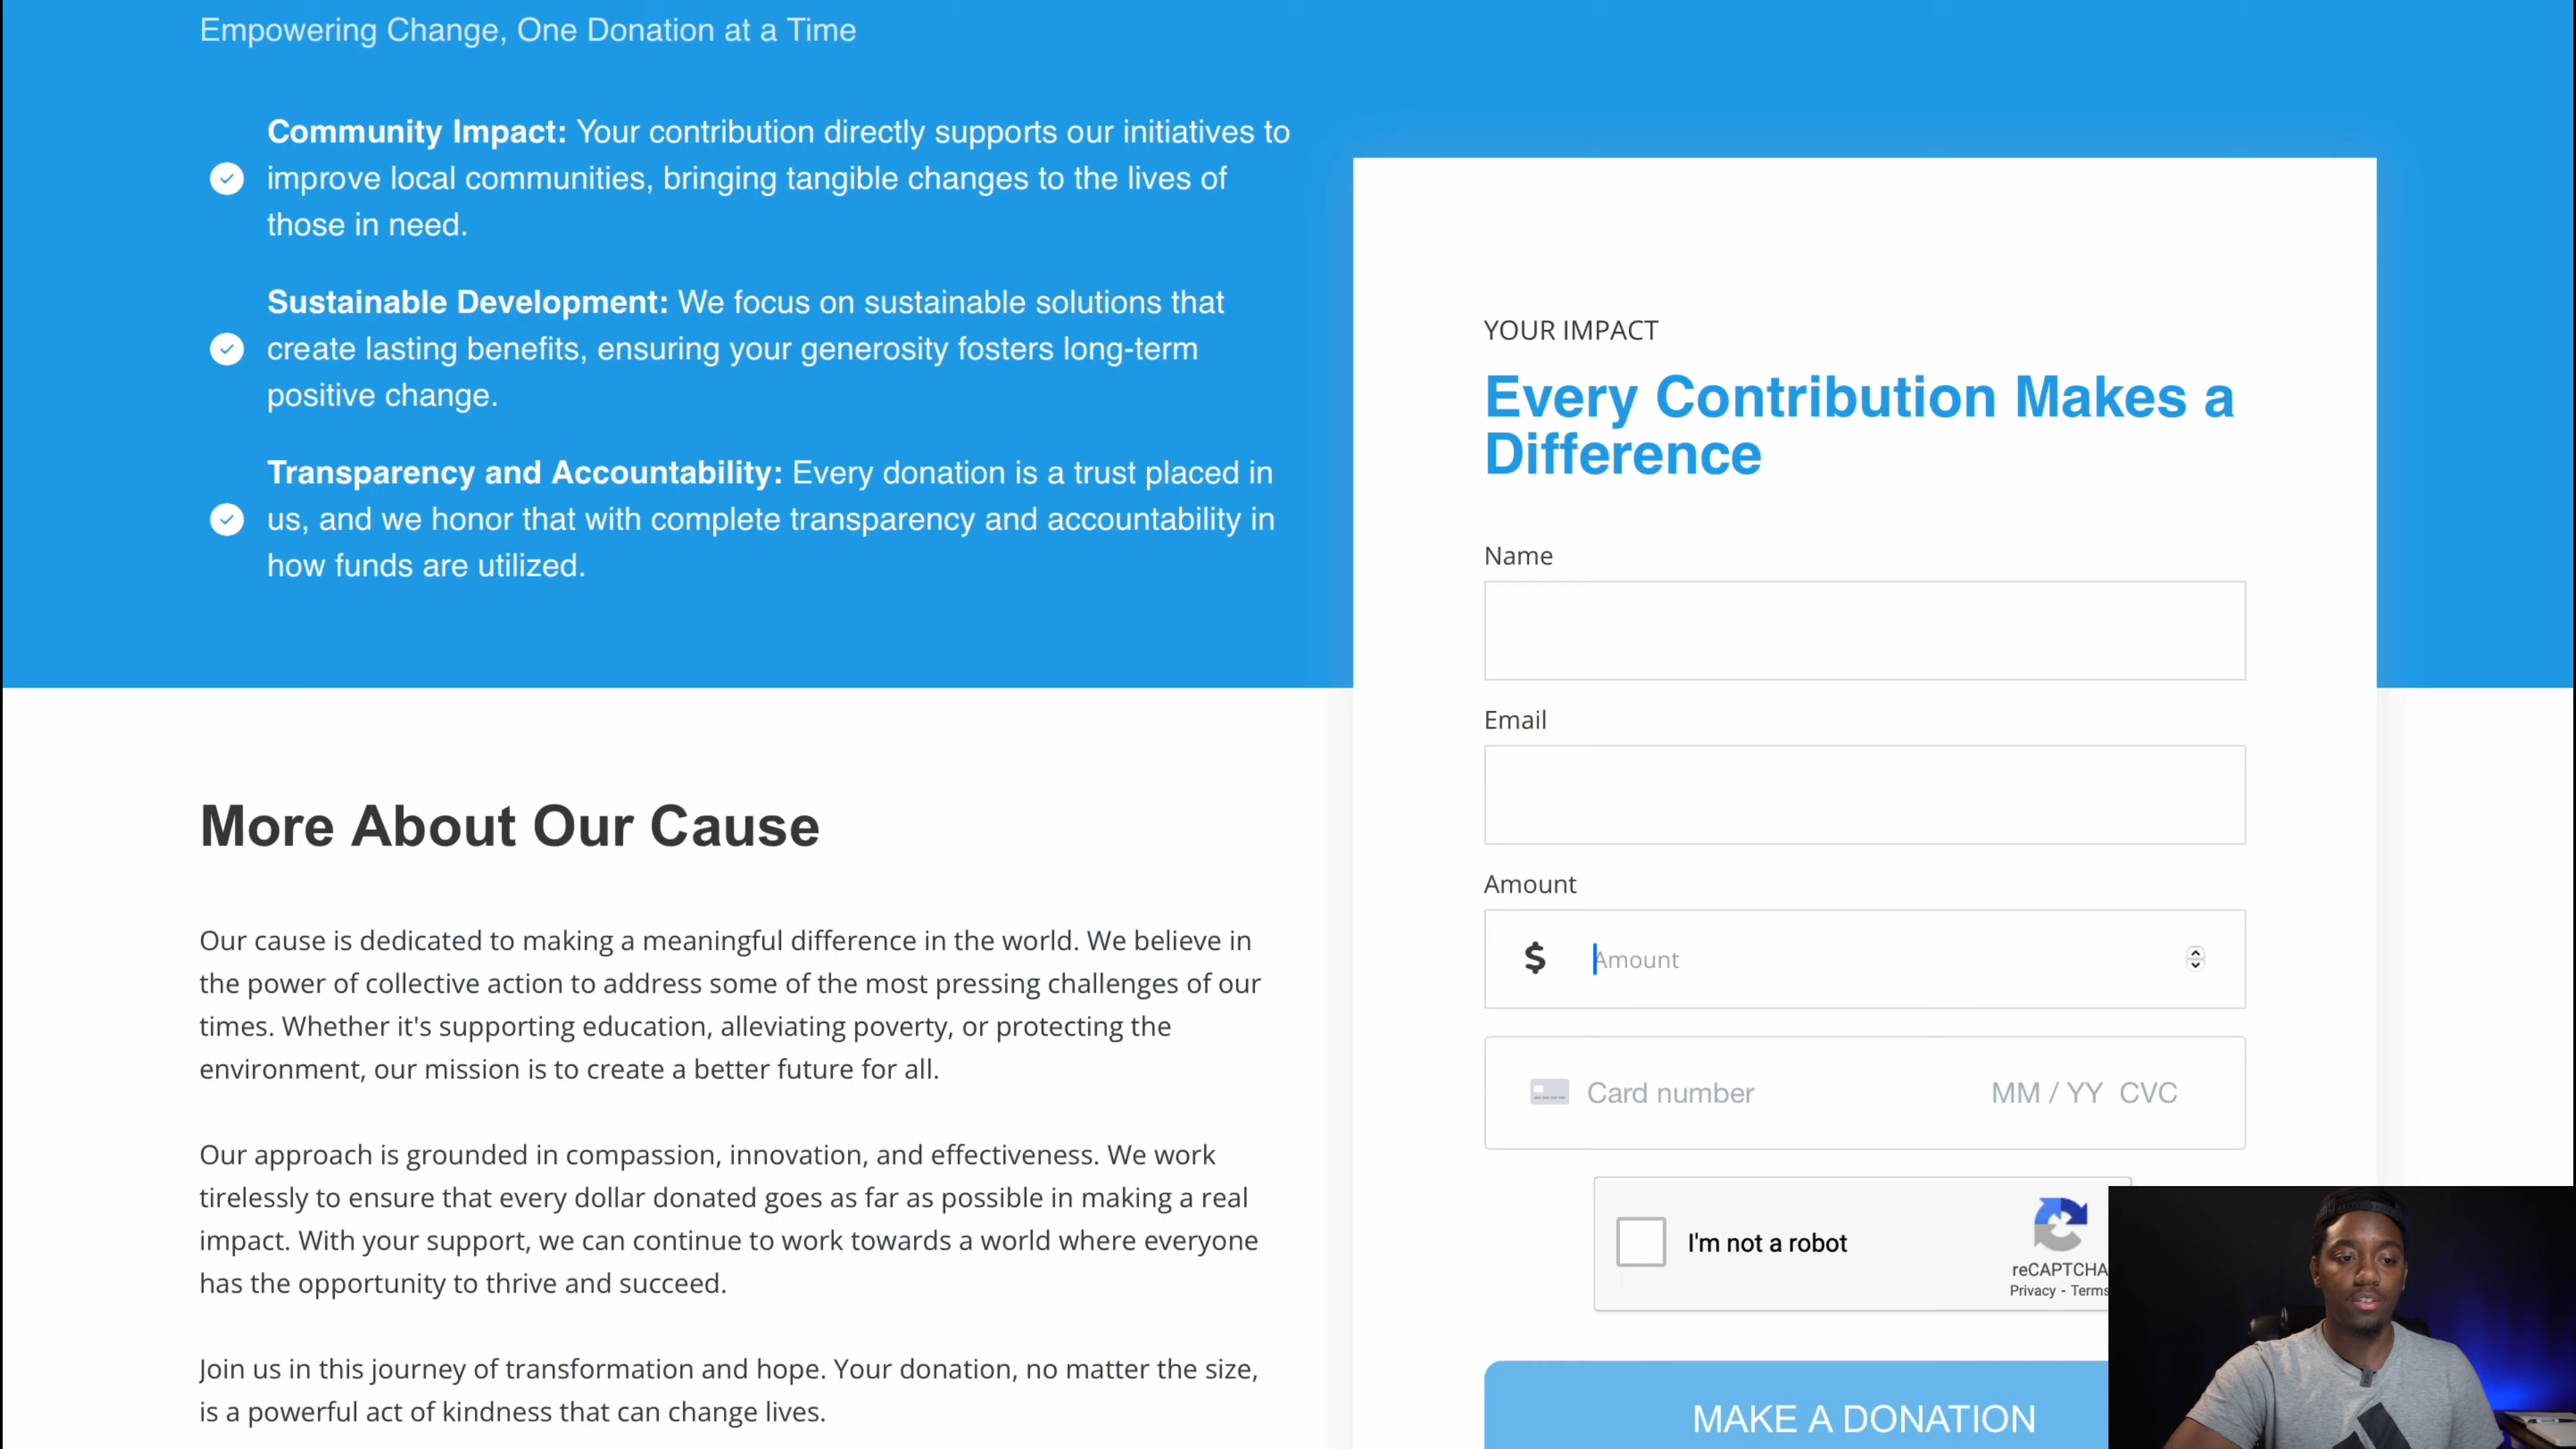 Empowering Change, One Donation at a Time
Community Impact: Your contribution directly supports our initiatives to
improve local communities, bringing tangible changes to the lives of
those in need.
Sustainable Development: We focus on sustainable solutions that
create lasting benefits, ensuring your generosity fosters long-term
positive change.
Transparency and Accountability: Every donation is a trust placed in
us, and we honor that with complete transparency and accountability in
how funds are utilized.
More About Our Cause
Our cause is dedicated to making a meaningful difference in the world. We believe in
the power of collective action to address some of the most pressing challenges of our
times. Whether it's supporting education, alleviating poverty, or protecting the
environment, our mission is to create a better future for all.
Our approach is grounded in compassion, innovation, and effectiveness. We work
tirelessly to ensure that every dollar donated goes as far as possible in making a real
impact. With your support, we can continue to work towards a world where everyone
has the opportunity to thrive and succeed.
Join us in this journey of transformation and hope. Your donation, no matter the size,
is a powerful act of kindness that can change lives.
YOUR IMPACT
Every Contribution Makes a
Difference
Name
Email
Amount
$ Amount
Card number MM / YY CVC
I'm not a robot
reCAPTCHA
Privacy - Terms
MAKE A DONATION